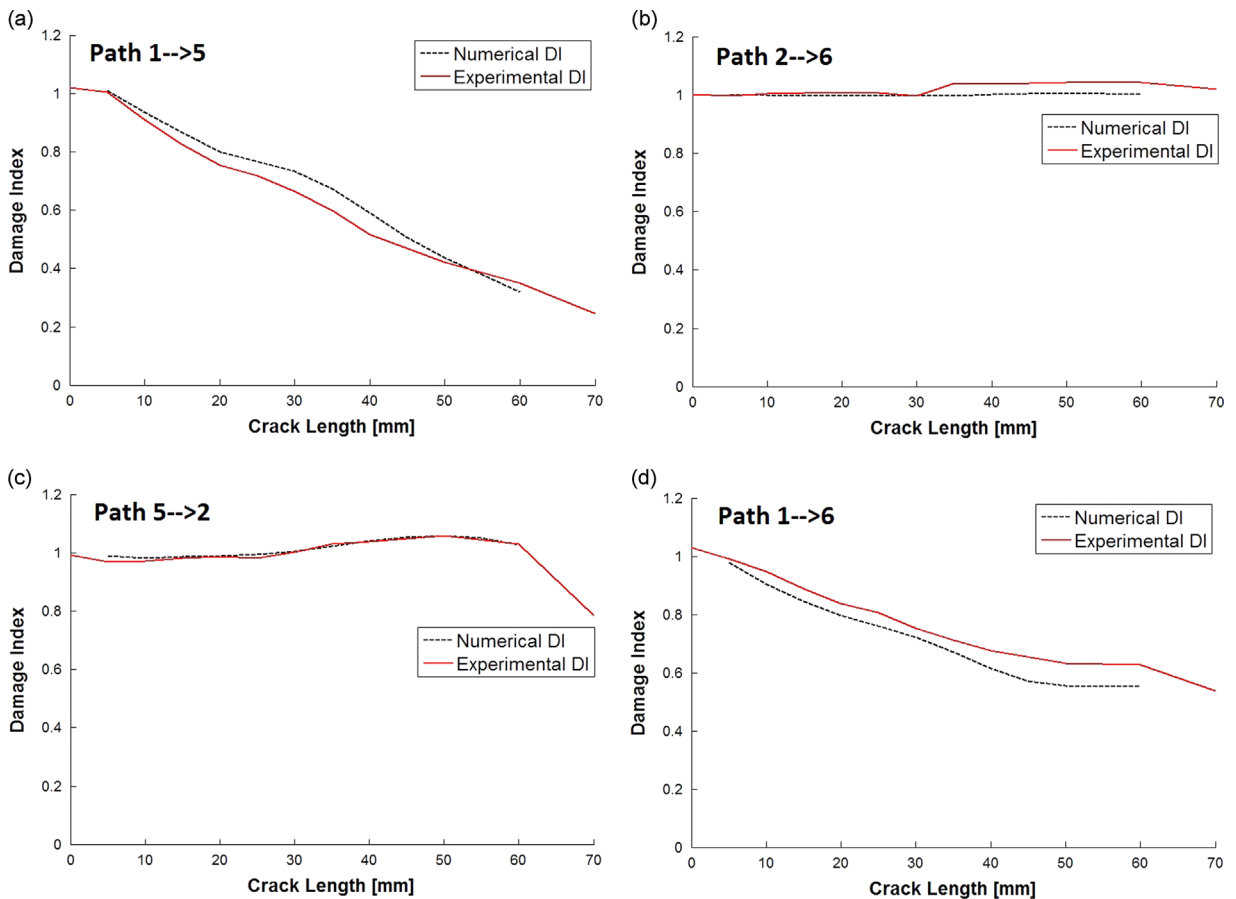 (a)
Path 1-->5
Numerical DI
Experimental DI
1.2
1
0.8
0.6
0.4
0.2
0
Damage Index
0 10 20 30 40 50 60 70
Crack Length [mm]
(b)
Path 2-->6
Numerical DI
Experimental DI
1.2
1
0.8
0.6
0.4
0.2
0
Damage Index
0 10 20 30 40 50 60 70
Crack Length [mm]
(c)
Path 5-->2
Numerical DI
Experimental DI
1.2
1
0.8
0.6
0.4
0.2
0
Damage Index
0 10 20 30 40 50 60 70
Crack Length [mm]
(d)
Path 1-->6
Numerical DI
Experimental DI
1.2
1
0.8
0.6
0.4
0.2
0
Damage Index
0 10 20 30 40 50 60 70
Crack Length [mm]